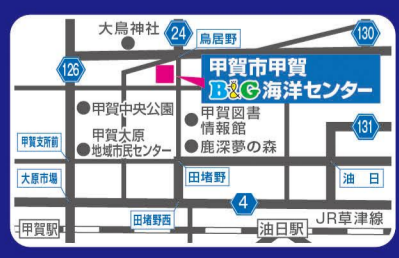 大鳥神社
24
鳥居野
130
126
甲賀市甲賀
B&G海洋センター
甲賀中央公園
甲賀図書
情報館
131
甲賀支所前
甲賀大原
地域市民センター
鹿深夢の森
大原市場
田堵野
油日
田堵野西
4
JR草津線
甲賀駅
油日駅